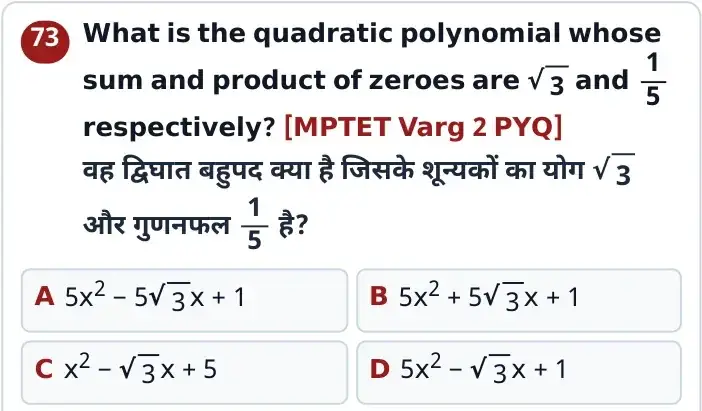 73 What is the quadratic polynomial whose
sum and product of zeroes are √3 and 1/5
respectively? [MPTET Varg 2 PYQ]
वह द्विघात बहुपद क्या है जिसके शून्यकों का योग √3
और गुणनफल 1/5 है?
A 5x² – 5√3x + 1
B 5x² + 5√3x + 1
C x² – √3x + 5
D 5x² – √3x + 1